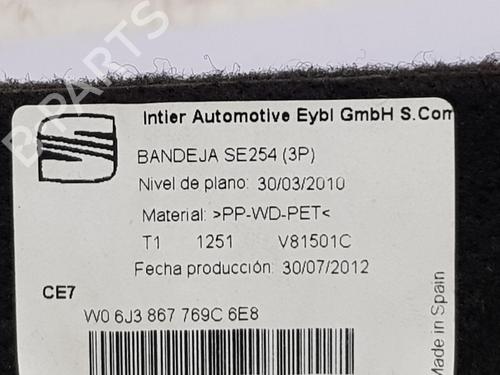 B-PARTS
Intier Automotive Eybl GmbH S.Com
BANDEJA SE254 (3P)
Nivel de plano: 30/03/2010
Material: >PP-WD-PET<
T1 1251 V81501C
Fecha producción: 30/07/2012
CE7
W0 6J3 867 769C 6E8
Made in Spain